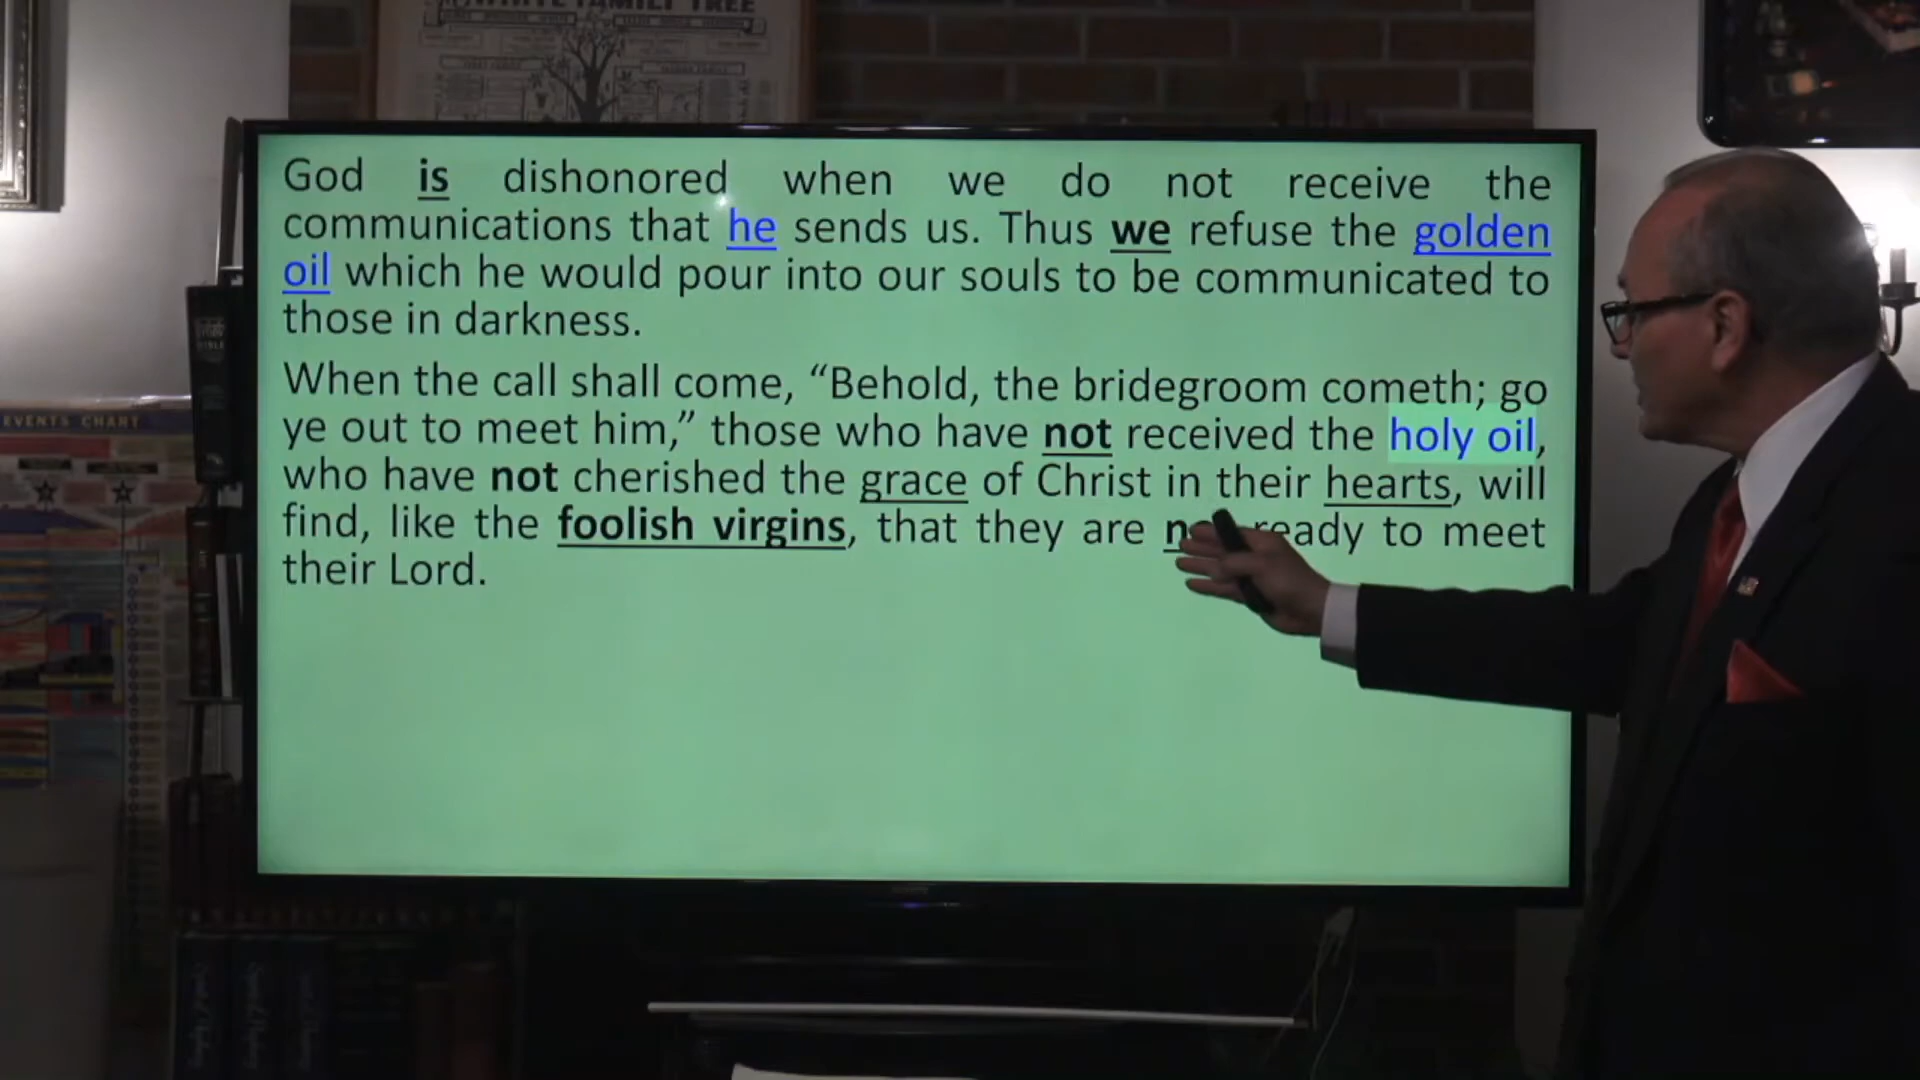 WHITE FAMILY TREE
God is dishonored when we do not receive the
communications that he sends us. Thus we refuse the golden
oil which he would pour into our souls to be communicated to
those in darkness.
When the call shall come, “Behold, the bridegroom cometh; go
ye out to meet him,” those who have not received the holy oil,
who have not cherished the grace of Christ in their hearts, will
find, like the foolish virgins, that they are ready to meet
their Lord.
EVENTS CHART
BIBLE